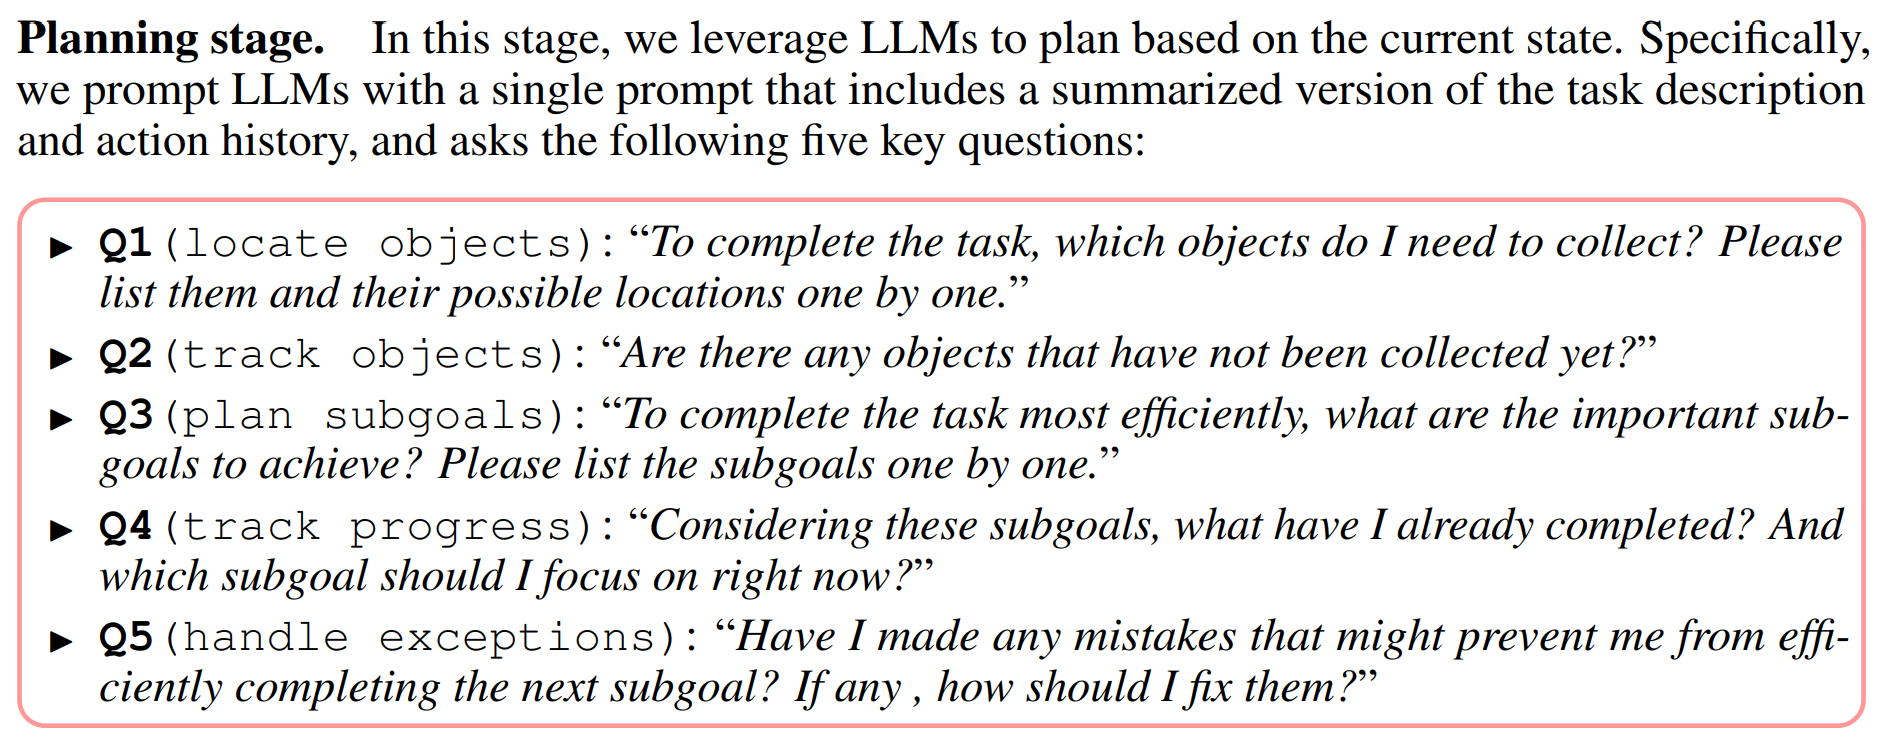 Planning stage. In this stage, we leverage LLMs to plan based on the current state. Specifically,
we prompt LLMs with a single prompt that includes a summarized version of the task description
and action history, and asks the following five key questions:
► Q1(locate objects): “To complete the task, which objects do I need to collect? Please
list them and their possible locations one by one.”
► Q2(track objects): “Are there any objects that have not been collected yet?”
► Q3(plan subgoals): “To complete the task most efficiently, what are the important sub-
goals to achieve? Please list the subgoals one by one.”
► Q4(track progress): “Considering these subgoals, what have I already completed? And
which subgoal should I focus on right now?”
► Q5(handle exceptions): “Have I made any mistakes that might prevent me from effi-
ciently completing the next subgoal? If any , how should I fix them?”